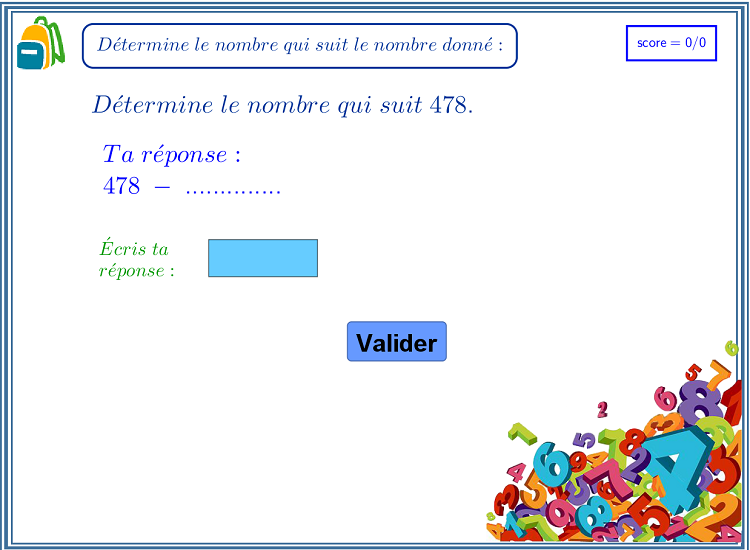 Détermine le nombre qui suit le nombre donné :
score = 0/0
Détermine le nombre qui suit 478.
Ta réponse :
478 − ..............
Écris ta
réponse :
Valider